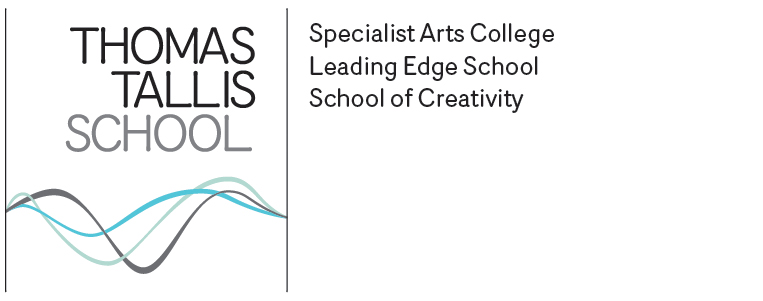 THOMAS
TALLIS
SCHOOL
Specialist Arts College
Leading Edge School
School of Creativity